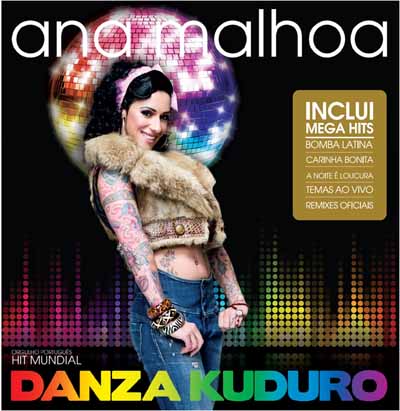 ana malhoa
INCLUI
MEGA HITS
BOMBA LATINA
CARINHA BONITA
A NOITE É LOUCURA
TEMAS AO VIVO
REMIXES OFICIAIS
ORGULHO PORTUGUÊS
HIT MUNDIAL
DANZA KUDURO